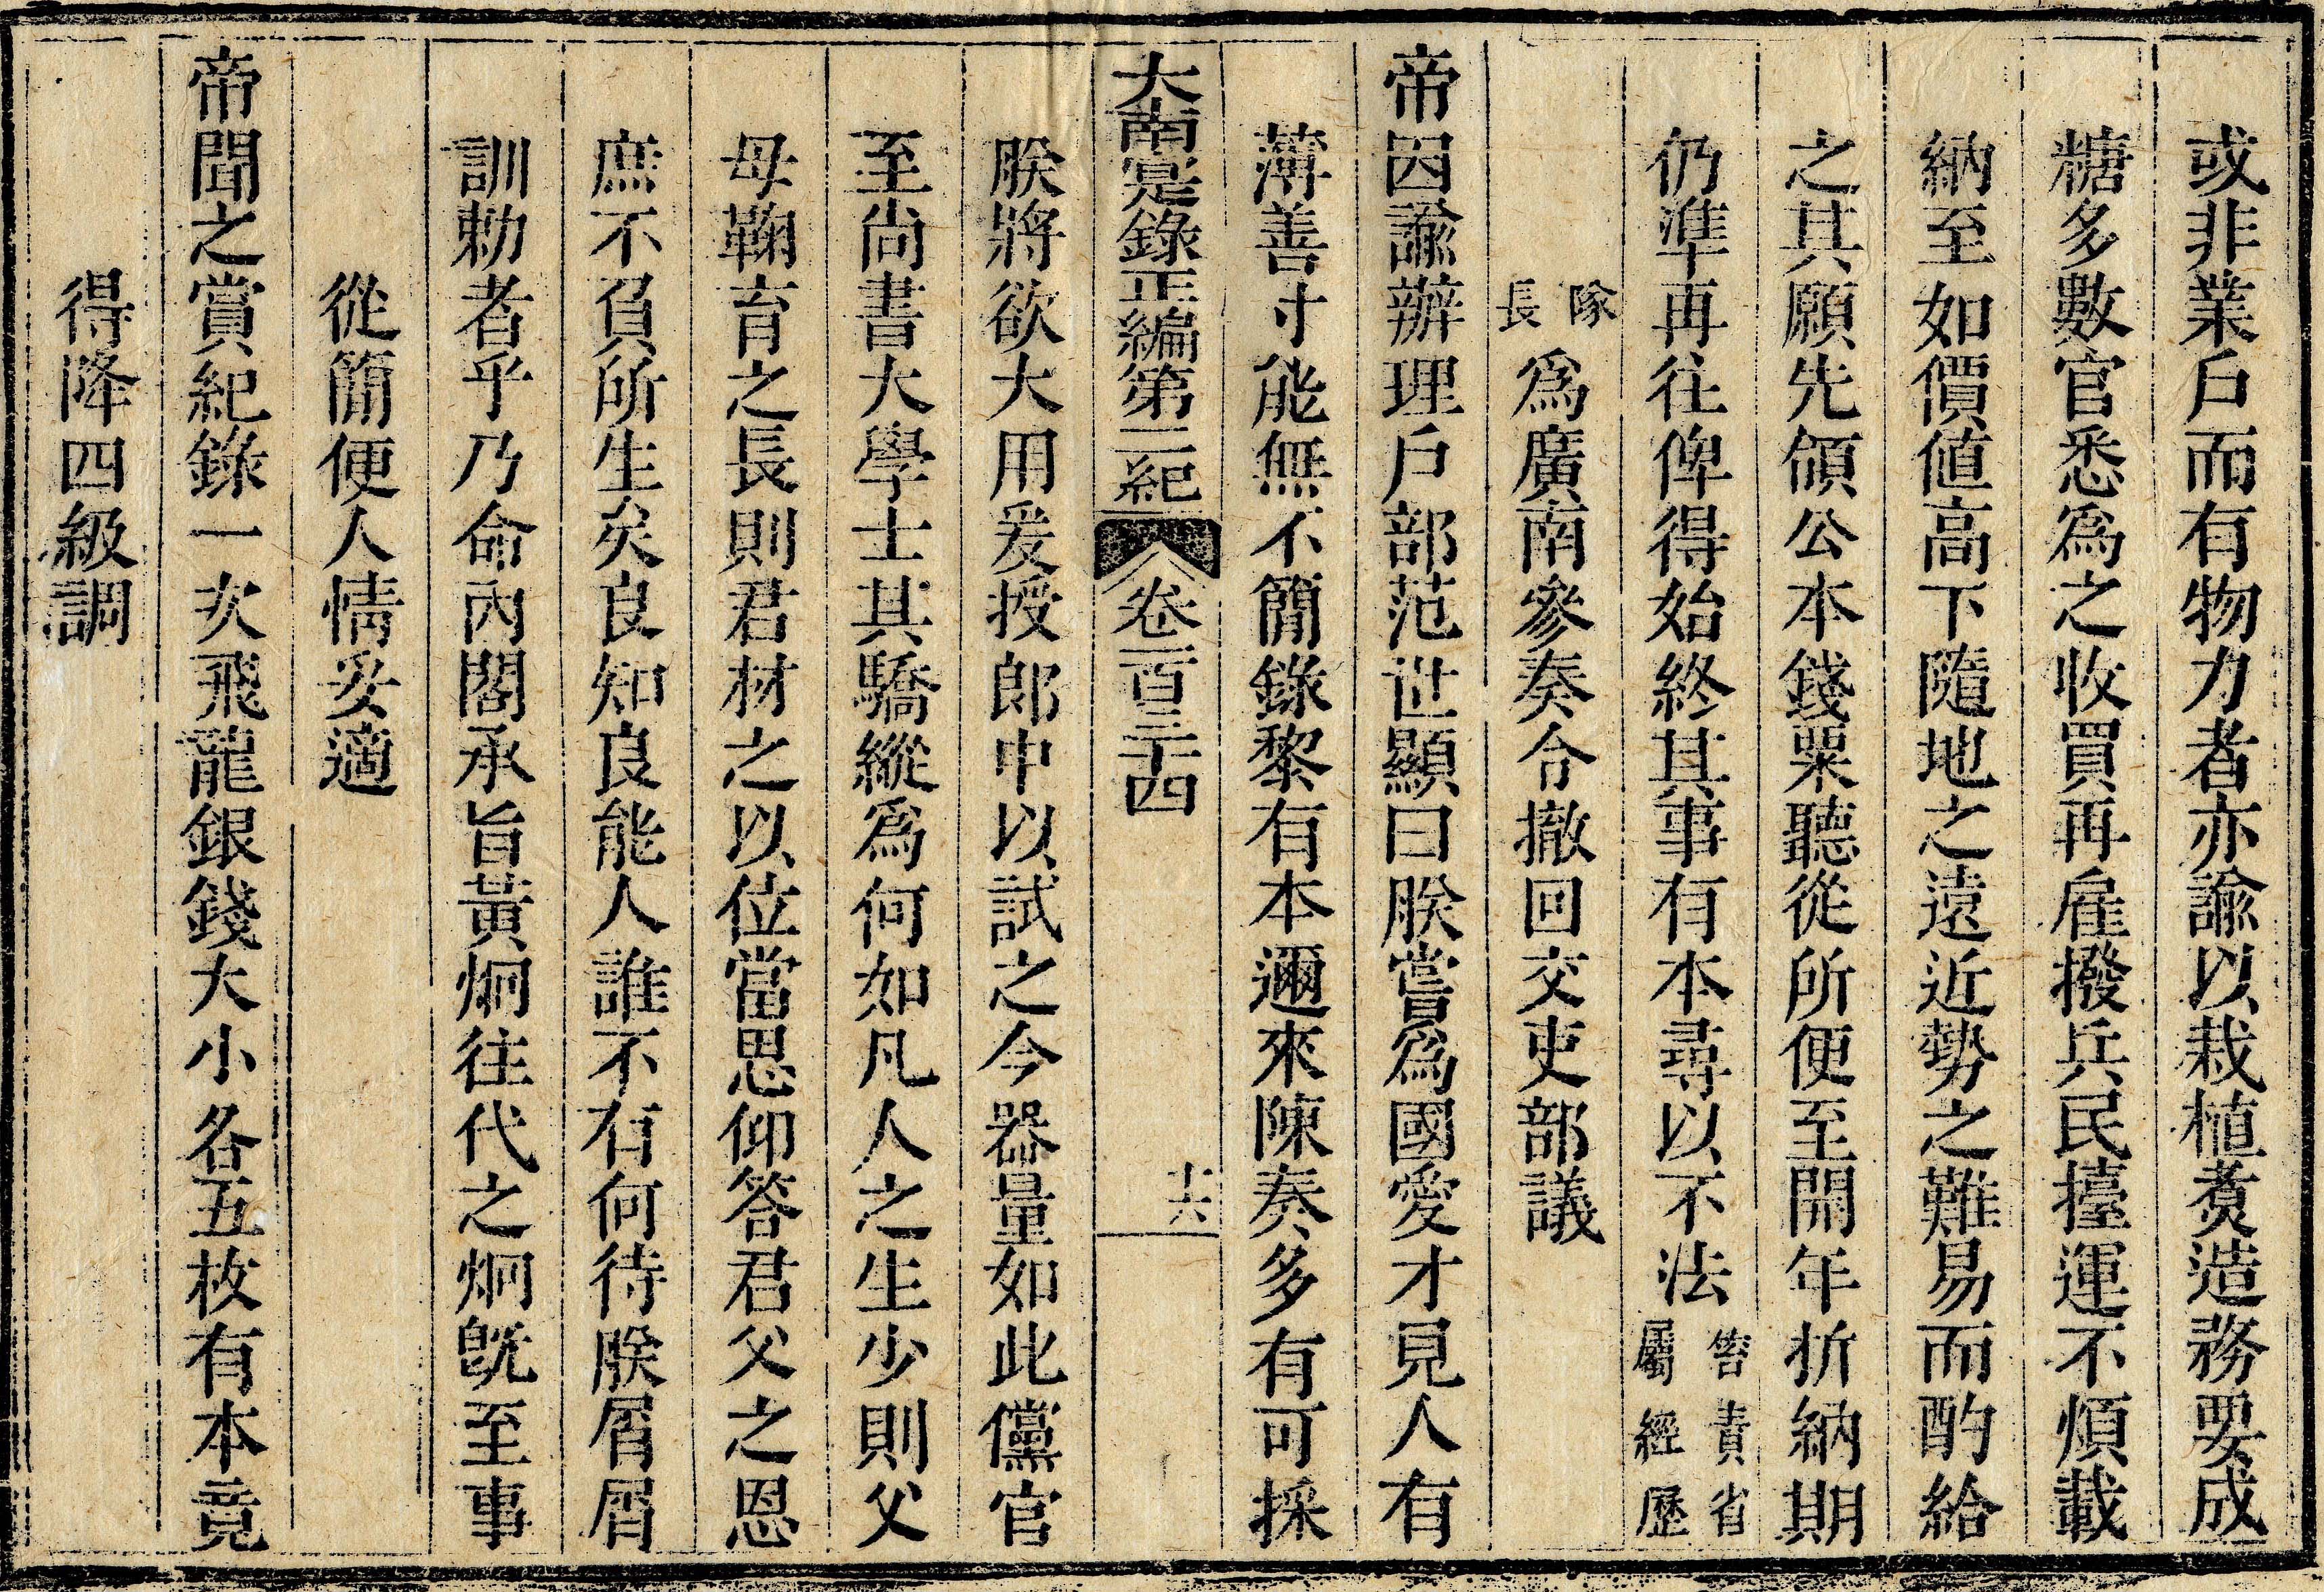 或非業戶而有物力者亦諭以栽植煑造務要成
糖多數官悉爲之收買再雇撥兵民擡運不煩載
納至如價値高下隨地之遠近勢之難易而酌給
之其願先領公本錢粟聽從所便至開年折納期
仍準再往俾得始終其事有本尋以不法笞責省屬經歷
隊長爲廣南參奏令撤回交吏部議
帝因諭辦理戶部范世顯曰朕嘗爲國愛才見人有
薄善寸能無不簡錄黎有本邇來陳奏多有可採
大南寔錄正編第二紀 卷一百三十四 十六
朕將欲大用爰授郎中以試之今器量如此儻官
至尚書大學士其驕縱爲何如凡人之生少則父
母鞠育之長則君材之以位當思仰答君父之恩
庶不負所生矣良知良能人誰不有何待朕屑屑
訓勅者乎乃命內閣承旨黃炯往代之炯旣至事
從簡便人情妥適
帝聞之賞紀錄一次飛龍銀錢大小各五枚有本竟
得降四級調